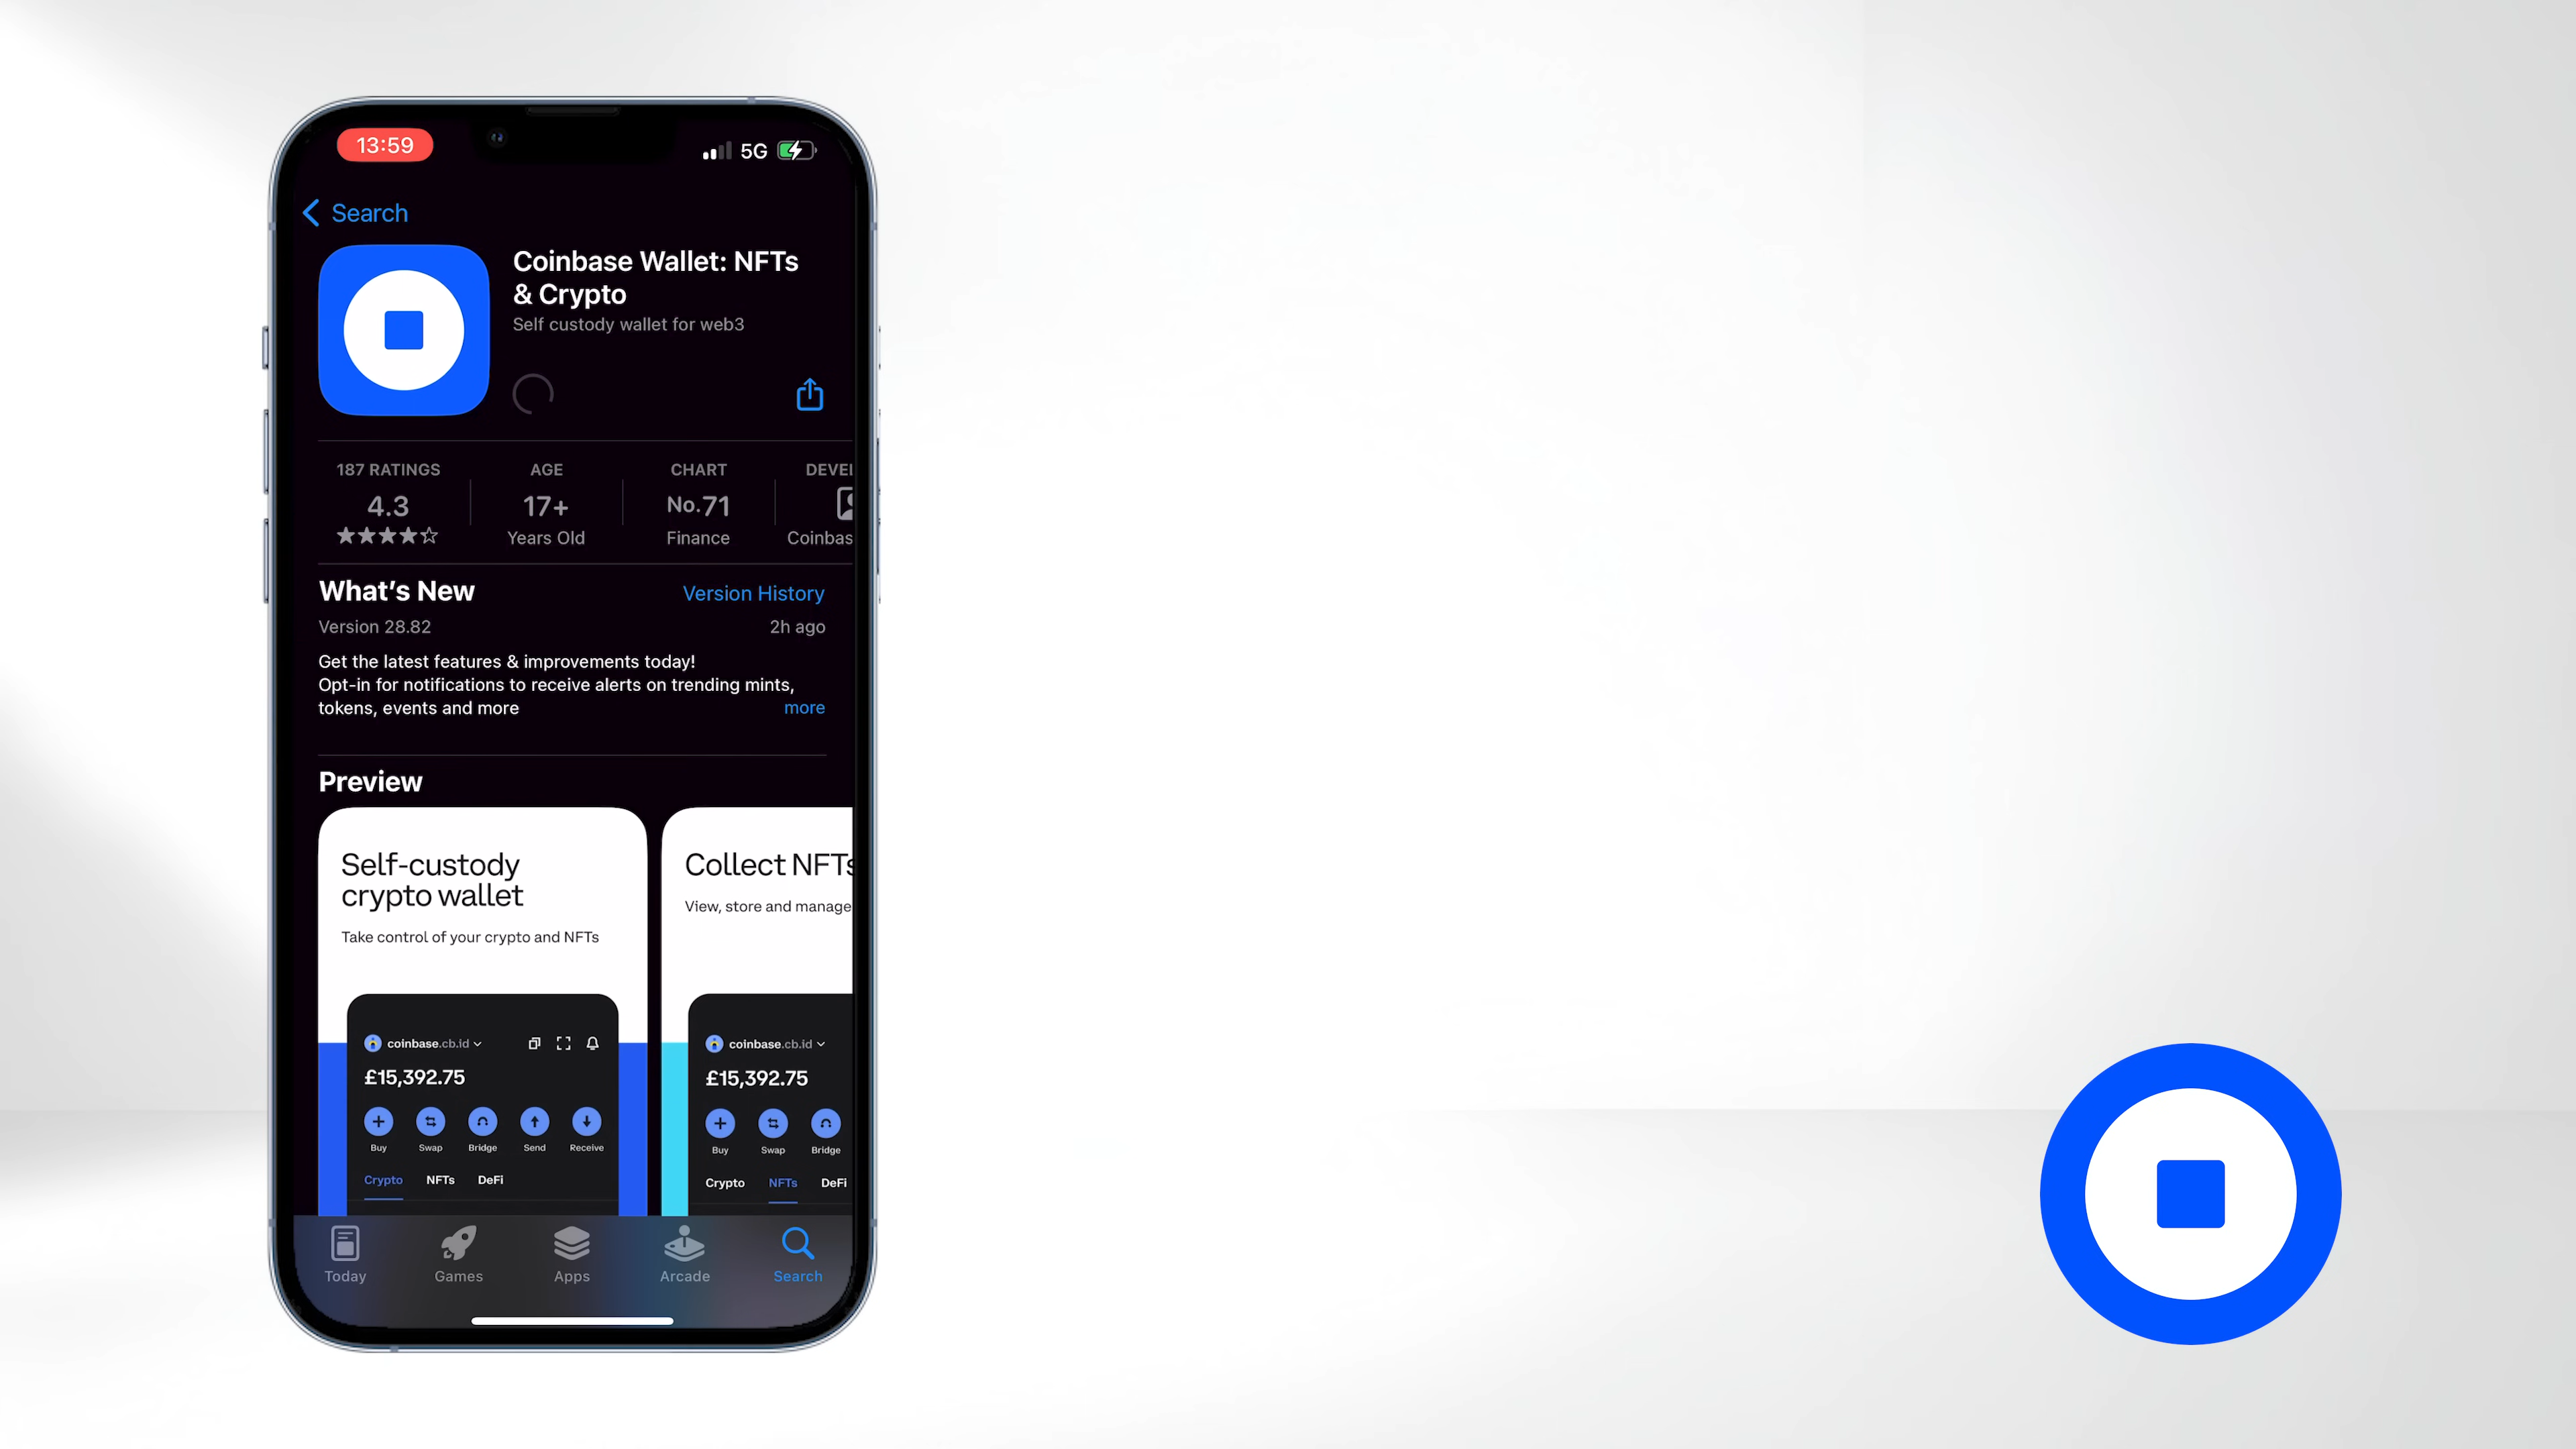 13:59
5G
Search
Coinbase Wallet: NFTs
& Crypto
Self custody wallet for web3
187 RATINGS
4.3
AGE
17+
Years Old
CHART
No.71
Finance
DEVEL
Coinbas
What's New
Version History
Version 28.82
2h ago
Get the latest features & improvements today!
Opt-in for notifications to receive alerts on trending mints,
tokens, events and more
more
Preview
Self-custody
crypto wallet
Take control of your crypto and NFTs
coinbase.cb.id
£15,392.75
Buy Swap Bridge Send Receive
Crypto NFTs DeFi
Collect NFTs
View, store and manage
coinbase.cb.id
£15,392.75
Buy Swap Bridge
Crypto NFTs DeFi
Today Games Apps Arcade Search